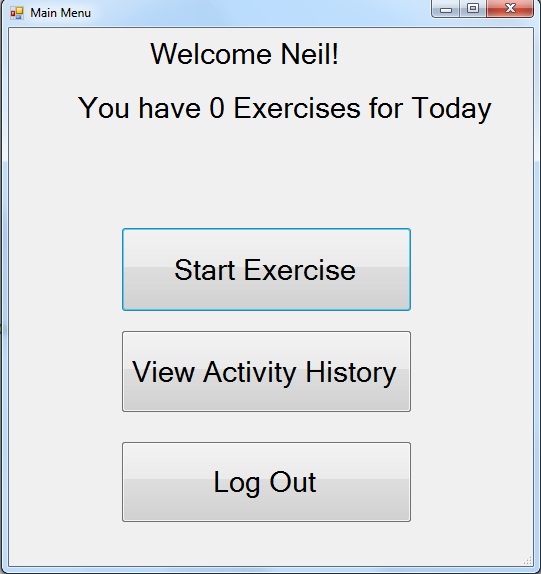 Main Menu
Welcome Neil!
You have 0 Exercises for Today
Start Exercise
View Activity History
Log Out